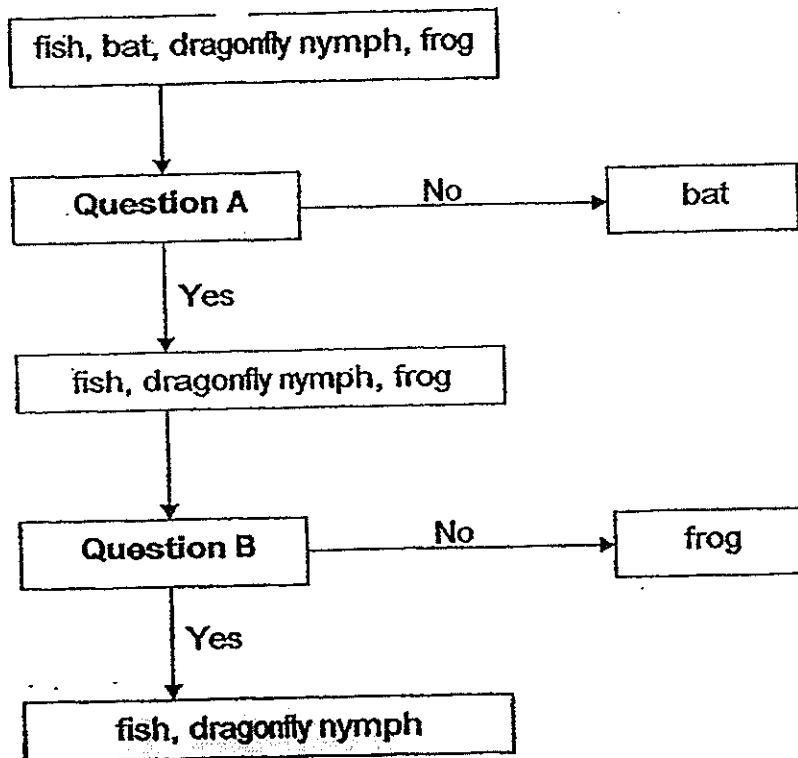 fish, bat, dragonfly nymph, frog
Question A
No
bat
Yes
fish, dragonfly nymph, frog
Question B
No
frog
Yes
fish, dragonfly nymph